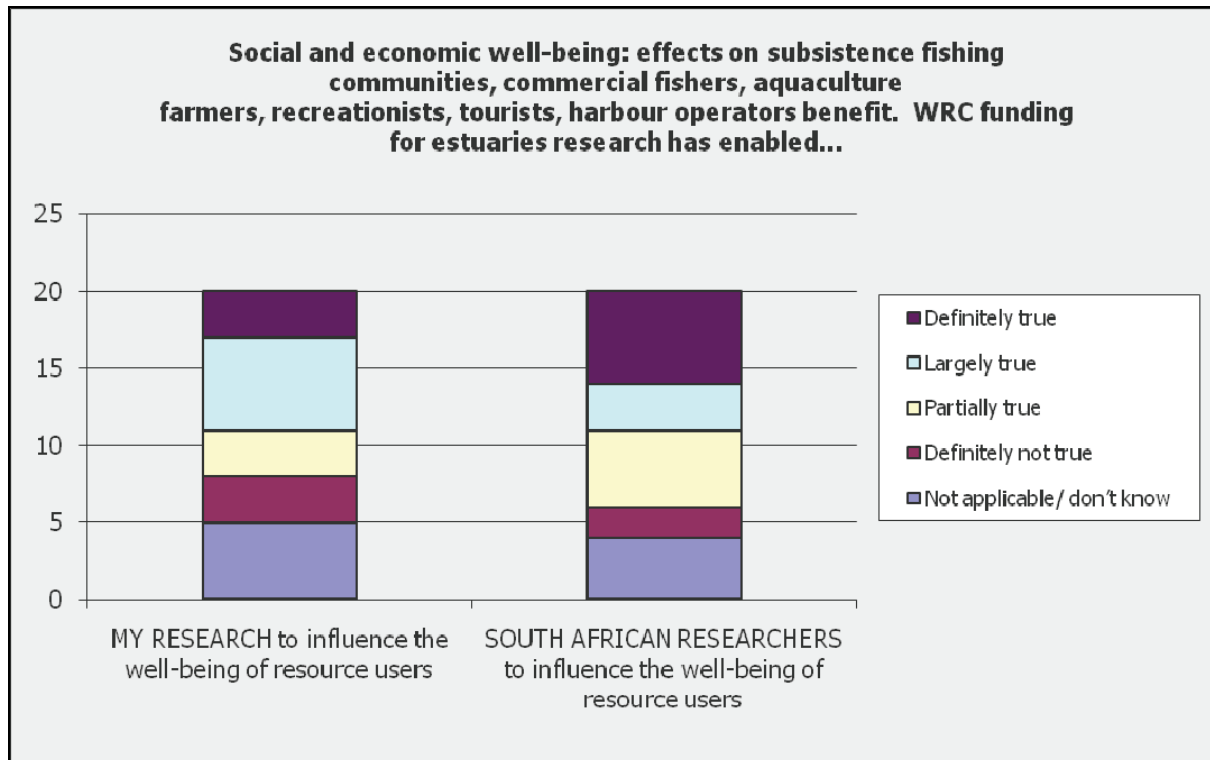 Social and economic well-being: effects on subsistence fishing
communities, commercial fishers, aquaculture
farmers, recreationists, tourists, harbour operators benefit.  WRC funding
for estuaries research has enabled...
25
20
15
10
5
0
Definitely true
Largely true
Partially true
Definitely not true
Not applicable/ don't know
MY RESEARCH to influence the
well-being of resource users
SOUTH AFRICAN RESEARCHERS
to influence the well-being of
resource users